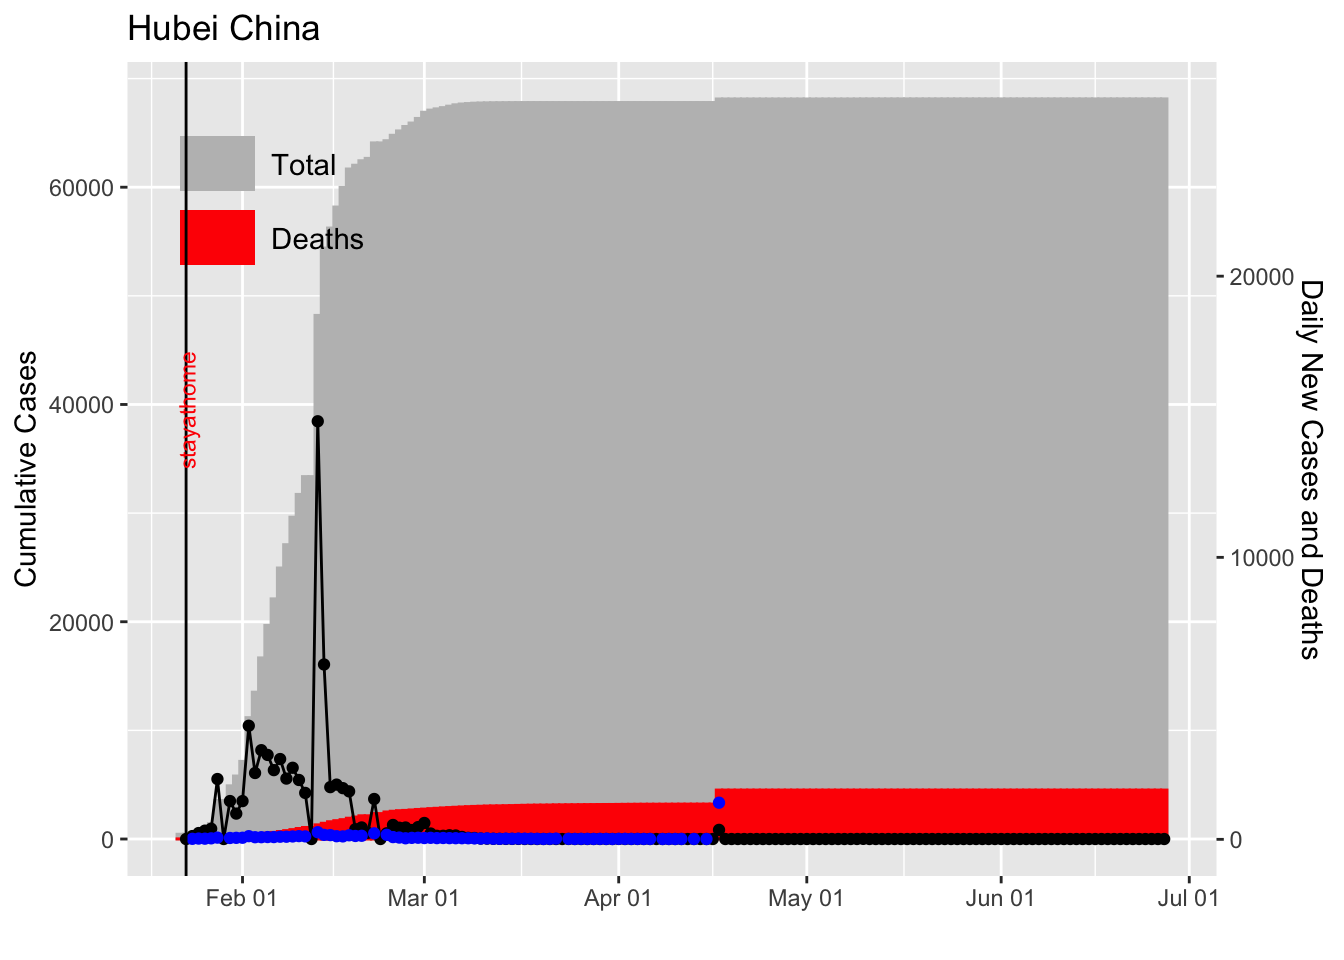 Hubei China
Total
Deaths
stayathome
Cumulative Cases
60000
40000
20000
0
20000
10000
0
Daily New Cases and Deaths
Feb 01
Mar 01
Apr 01
May 01
Jun 01
Jul 01